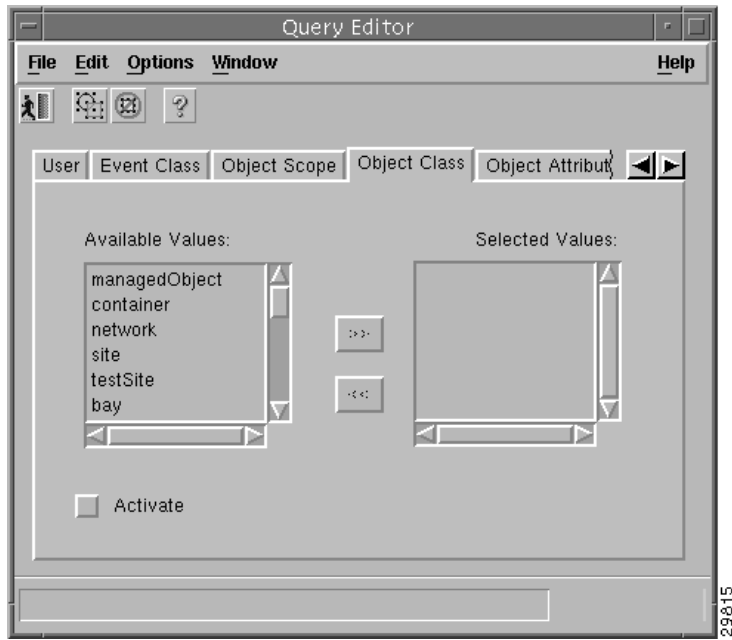 Query Editor
File Edit Options Window Help
?
User Event Class Object Scope Object Class Object Attribut
Available Values: Selected Values:
managedObject
container
network
site
testSite
bay
>>
<<
Activate
29815